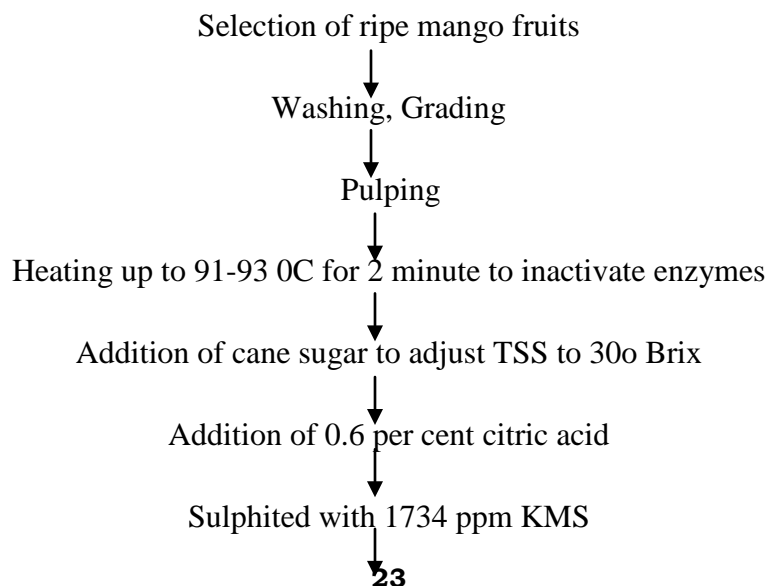 Selection of ripe mango fruits
Washing, Grading
Pulping
Heating up to 91-93 0C for 2 minute to inactivate enzymes
Addition of cane sugar to adjust TSS to 30o Brix
Addition of 0.6 per cent citric acid
Sulphited with 1734 ppm KMS
23